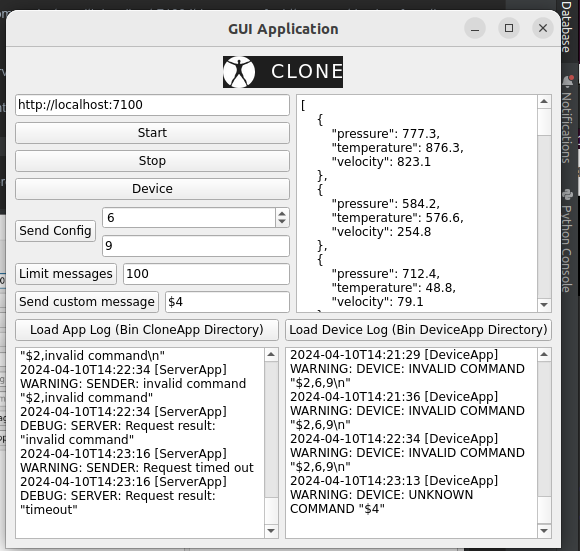 GUI Application
CLONE
http://localhost:7100
Start
Stop
Device
Send Config
6
9
Limit messages
100
Send custom message
$4
[
{
"pressure": 777.3,
"temperature": 876.3,
"velocity": 823.1
},
{
"pressure": 584.2,
"temperature": 576.6,
"velocity": 254.8
},
{
"pressure": 712.4,
"temperature": 48.8,
"velocity": 79.1
Load App Log (Bin CloneApp Directory)
Load Device Log (Bin DeviceApp Directory)
"$2,invalid command\n"
2024-04-10T14:22:34 [ServerApp]
WARNING: SENDER: invalid command
"$2,invalid command"
2024-04-10T14:22:34 [ServerApp]
DEBUG: SERVER: Request result:
"invalid command"
2024-04-10T14:23:16 [ServerApp]
WARNING: SENDER: Request timed out
2024-04-10T14:23:16 [ServerApp]
DEBUG: SERVER: Request result:
"timeout"
2024-04-10T14:21:29 [DeviceApp]
WARNING: DEVICE: INVALID COMMAND
"$2,6,9\n"
2024-04-10T14:21:36 [DeviceApp]
WARNING: DEVICE: INVALID COMMAND
"$2,6,9\n"
2024-04-10T14:22:34 [DeviceApp]
WARNING: DEVICE: INVALID COMMAND
"$2,6,9\n"
2024-04-10T14:23:13 [DeviceApp]
WARNING: DEVICE: UNKNOWN
COMMAND "$4"
Database
Notifications
Python Console